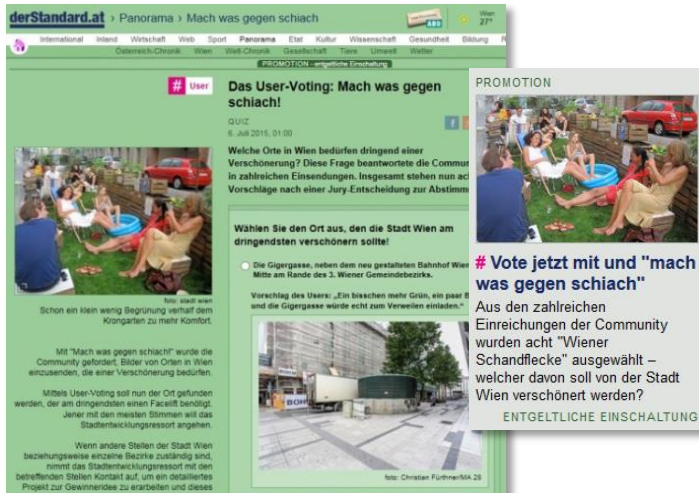 derStandard.at › Panorama › Mach was gegen schiach
ABO
Wien
27°
International Inland Wirtschaft Web Sport Panorama Etat Kultur Wissenschaft Gesundheit Bildung
Österreich-Chronik Wien Welt-Chronik Gesellschaft Tiere Umwelt Wetter
PROMOTION - entgeltliche Einschaltung
# User
Das User-Voting: Mach was gegen
schiach!
QUIZ
6. Juli 2015, 01:00
Welche Orte in Wien bedürfen dringend einer
Verschönerung? Diese Frage beantwortete die Commun
in zahlreichen Einsendungen. Insgesamt stehen nun ac
Vorschläge nach einer Jury-Entscheidung zur Abstimm
foto: stadt wien
Schon ein klein wenig Begrünung verhalf dem
Krongarten zu mehr Komfort.
Mit "Mach was gegen schiach!" wurde die
Community gefordert, Bilder von Orten in Wien
einzusenden, die einer Verschönerung bedürfen.
Mittels User-Voting soll nun der Ort gefunden
werden, der am dringendsten einen Facelift benötigt.
Jener mit den meisten Stimmen will das
Stadtentwicklungsressort angehen.
Wenn andere Stellen der Stadt Wien
beziehungsweise einzelne Bezirke zuständig sind,
nimmt das Stadtentwicklungsressort mit den
betreffenden Stellen Kontakt auf, um ein detailliertes
Projekt zur Gewinneridee zu erarbeiten und dieses
Wählen Sie den Ort aus, den die Stadt Wien am
dringendsten verschönern sollte!
Die Gigergasse, neben dem neu gestalteten Bahnhof Wien
Mitte am Rande des 3. Wiener Gemeindebezirks.
Vorschlag des Users: „Ein bisschen mehr Grün, ein paar B
und die Gigergasse würde echt zum Verweilen einladen."
foto: Christian Fürthner/MA 28
PROMOTION
# Vote jetzt mit und "mach
was gegen schiach"
Aus den zahlreichen
Einreichungen der Community
wurden acht "Wiener
Schandflecke" ausgewählt –
welcher davon soll von der Stadt
Wien verschönert werden?
ENTGELTLICHE EINSCHALTUNG